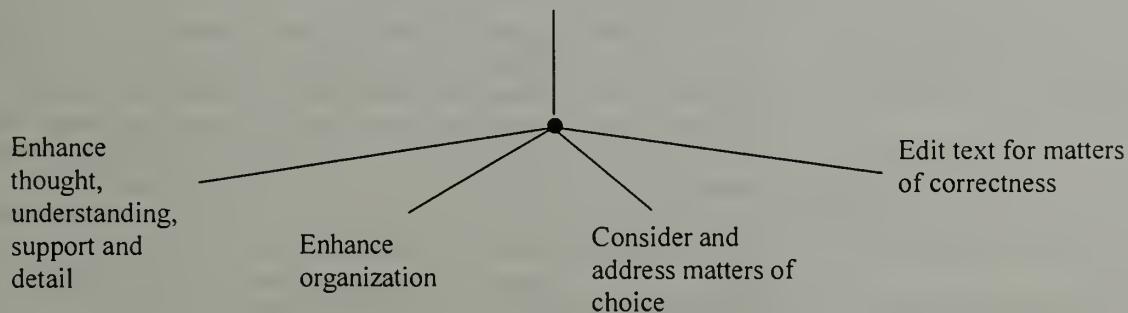 Enhance
thought,
understanding,
support and
detail
Enhance
organization
Consider and
address matters of
choice
Edit text for matters
of correctness